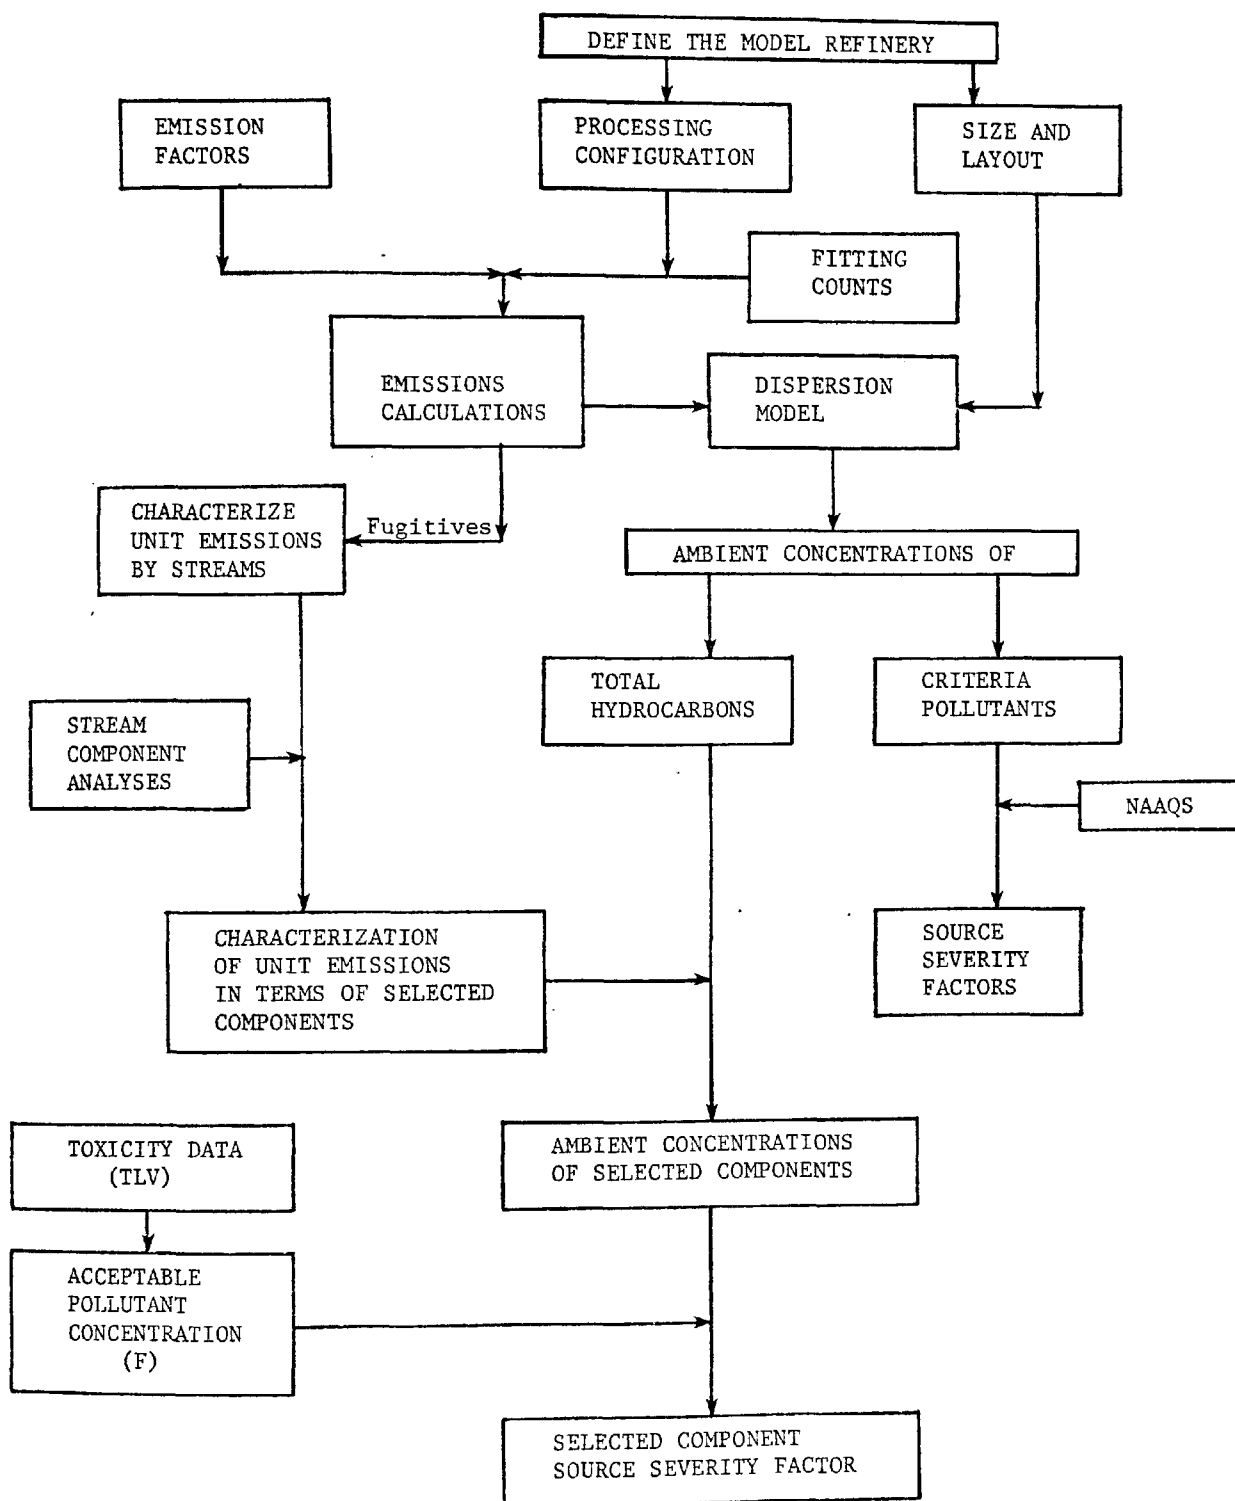 DEFINE THE MODEL REFINERY
EMISSION
FACTORS
PROCESSING
CONFIGURATION
SIZE AND
LAYOUT
FITTING
COUNTS
EMISSIONS
CALCULATIONS
DISPERSION
MODEL
CHARACTERIZE
UNIT EMISSIONS
BY STREAMS
Fugitives
AMBIENT CONCENTRATIONS OF
TOTAL
HYDROCARBONS
CRITERIA
POLLUTANTS
STREAM
COMPONENT
ANALYSES
NAAQS
CHARACTERIZATION
OF UNIT EMISSIONS
IN TERMS OF SELECTED
COMPONENTS
SOURCE
SEVERITY
FACTORS
TOXICITY DATA
(TLV)
AMBIENT CONCENTRATIONS
OF SELECTED COMPONENTS
ACCEPTABLE
POLLUTANT
CONCENTRATION
(F)
SELECTED COMPONENT
SOURCE SEVERITY FACTOR